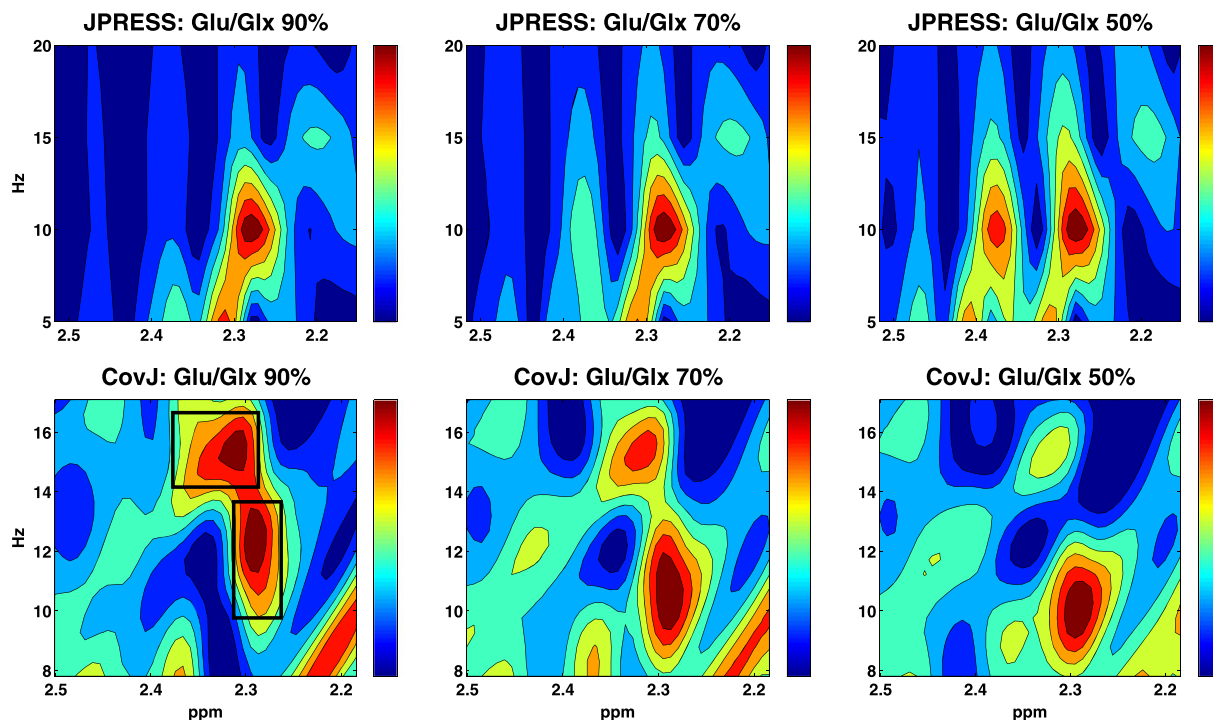 JPRESS: Glu/Glx 90%
JPRESS: Glu/Glx 70%
JPRESS: Glu/Glx 50%
20
15
10
5
Hz
2.5 2.4 2.3 2.2
20
15
10
5
2.5 2.4 2.3 2.2
20
15
10
5
2.5 2.4 2.3 2.2
CovJ: Glu/Glx 90%
CovJ: Glu/Glx 70%
CovJ: Glu/Glx 50%
16
14
12
10
8
Hz
2.5 2.4 2.3 2.2
ppm
16
14
12
10
8
2.5 2.4 2.3 2.2
ppm
16
14
12
10
8
2.5 2.4 2.3 2.2
ppm